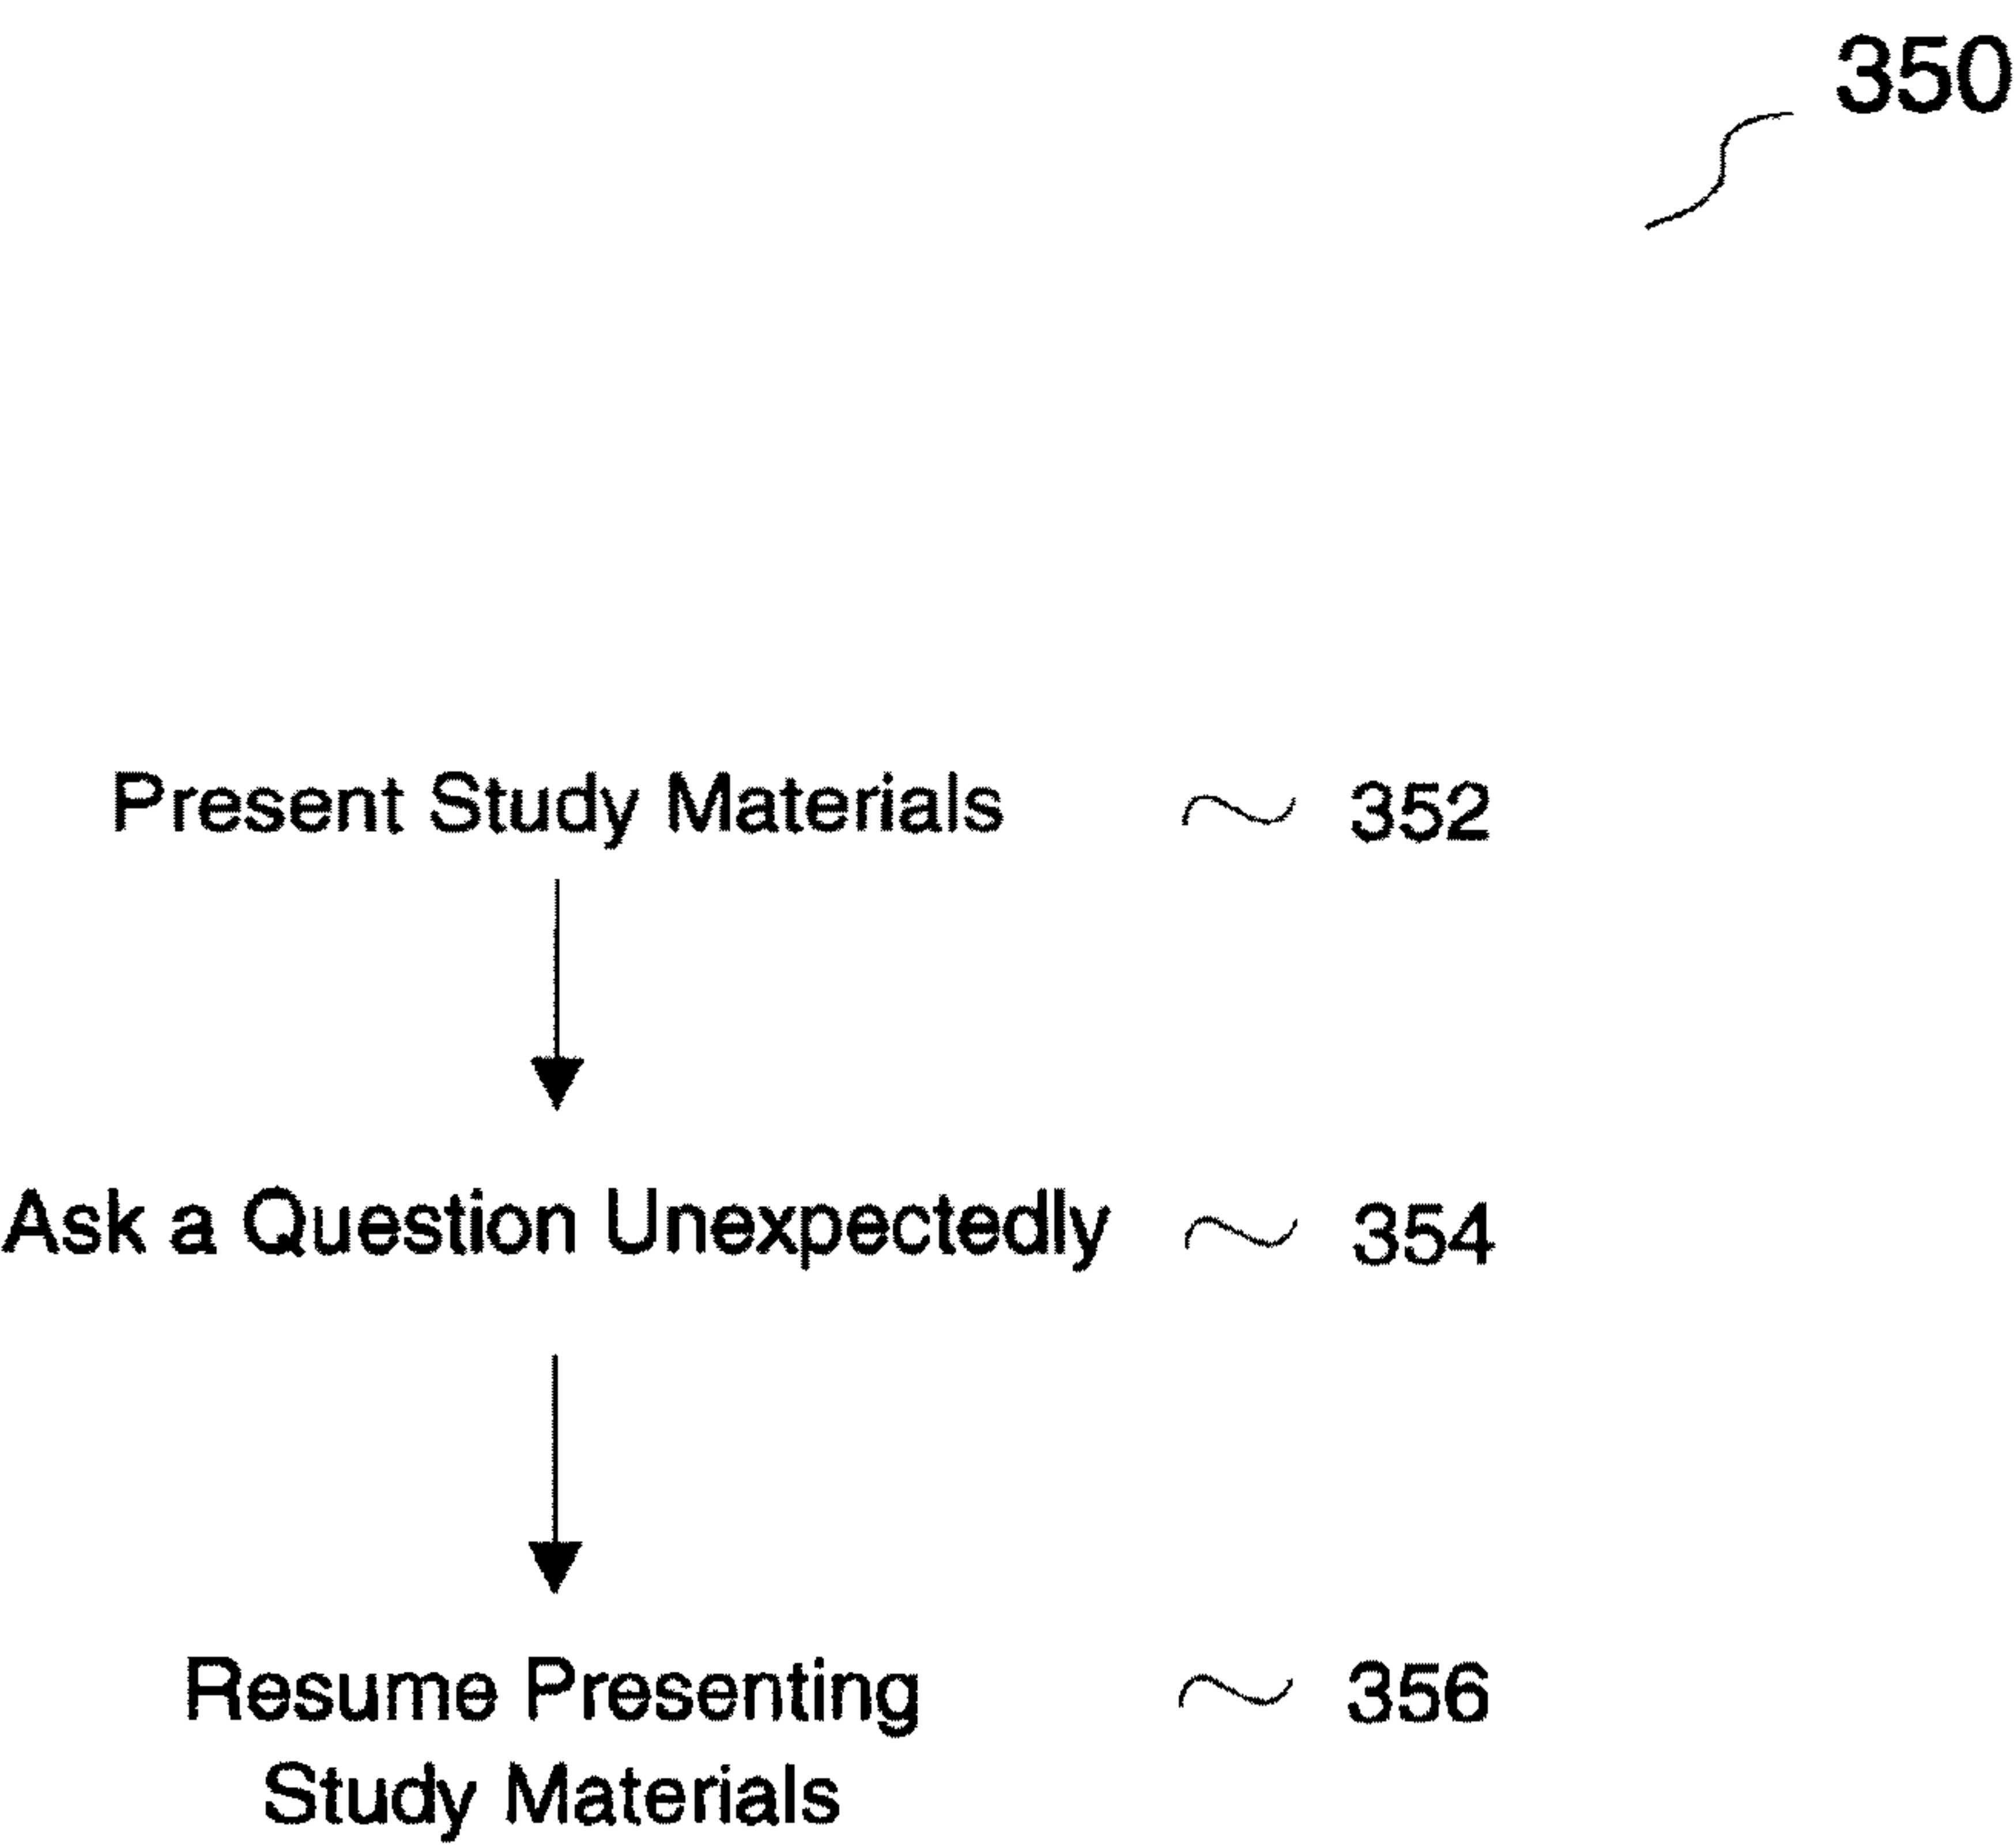 350
Present Study Materials 352
Ask a Question Unexpectedly 354
Resume Presenting 356
Study Materials